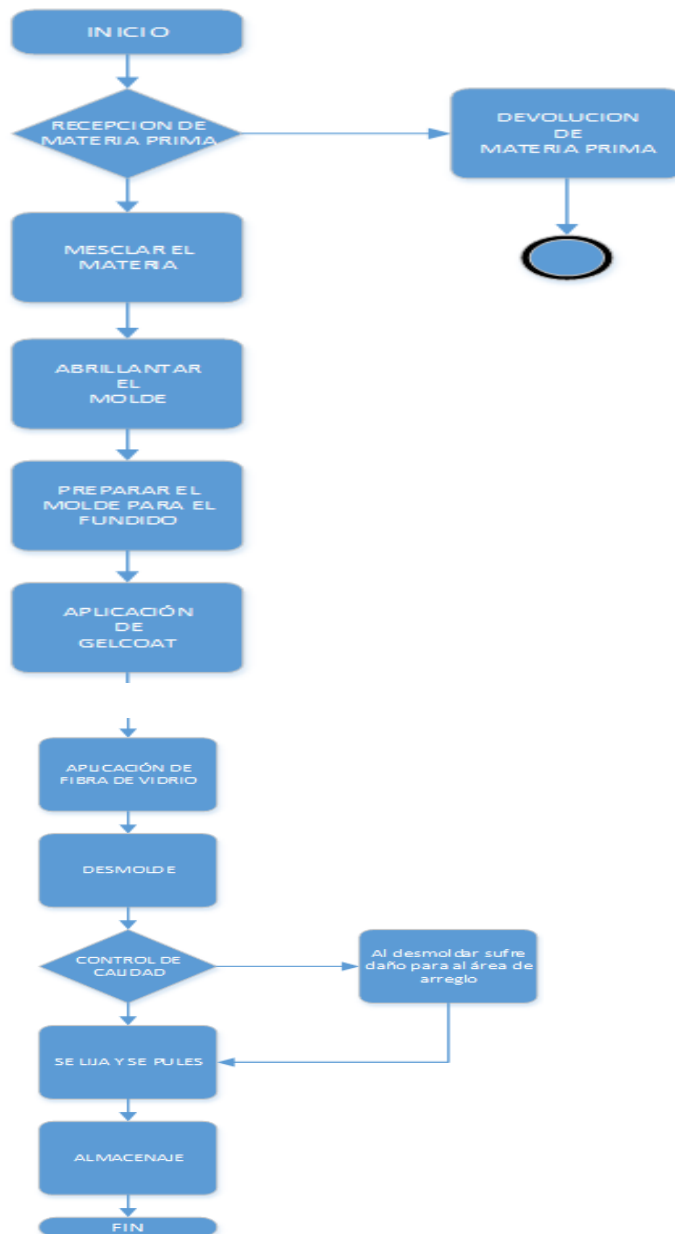 INICIO
RECEPCION DE
MATERIA PRIMA
DEVOLUCION
DE
MATERIA PRIMA
MESCLAR EL
MATERIA
ABRILLANTAR
EL
MOLDE
PREPARAR EL
MOLDE PARA EL
FUNDIDO
APLICACIÓN
DE
GELCOAT
APLICACIÓN DE
FIBRA DE VIDRIO
DESMOLDE
CONTROL DE
CALIDAD
Al desmoldar sufre
daño para al área de
arreglo
SE LIJA Y SE PULES
ALMACENAJE
FIN